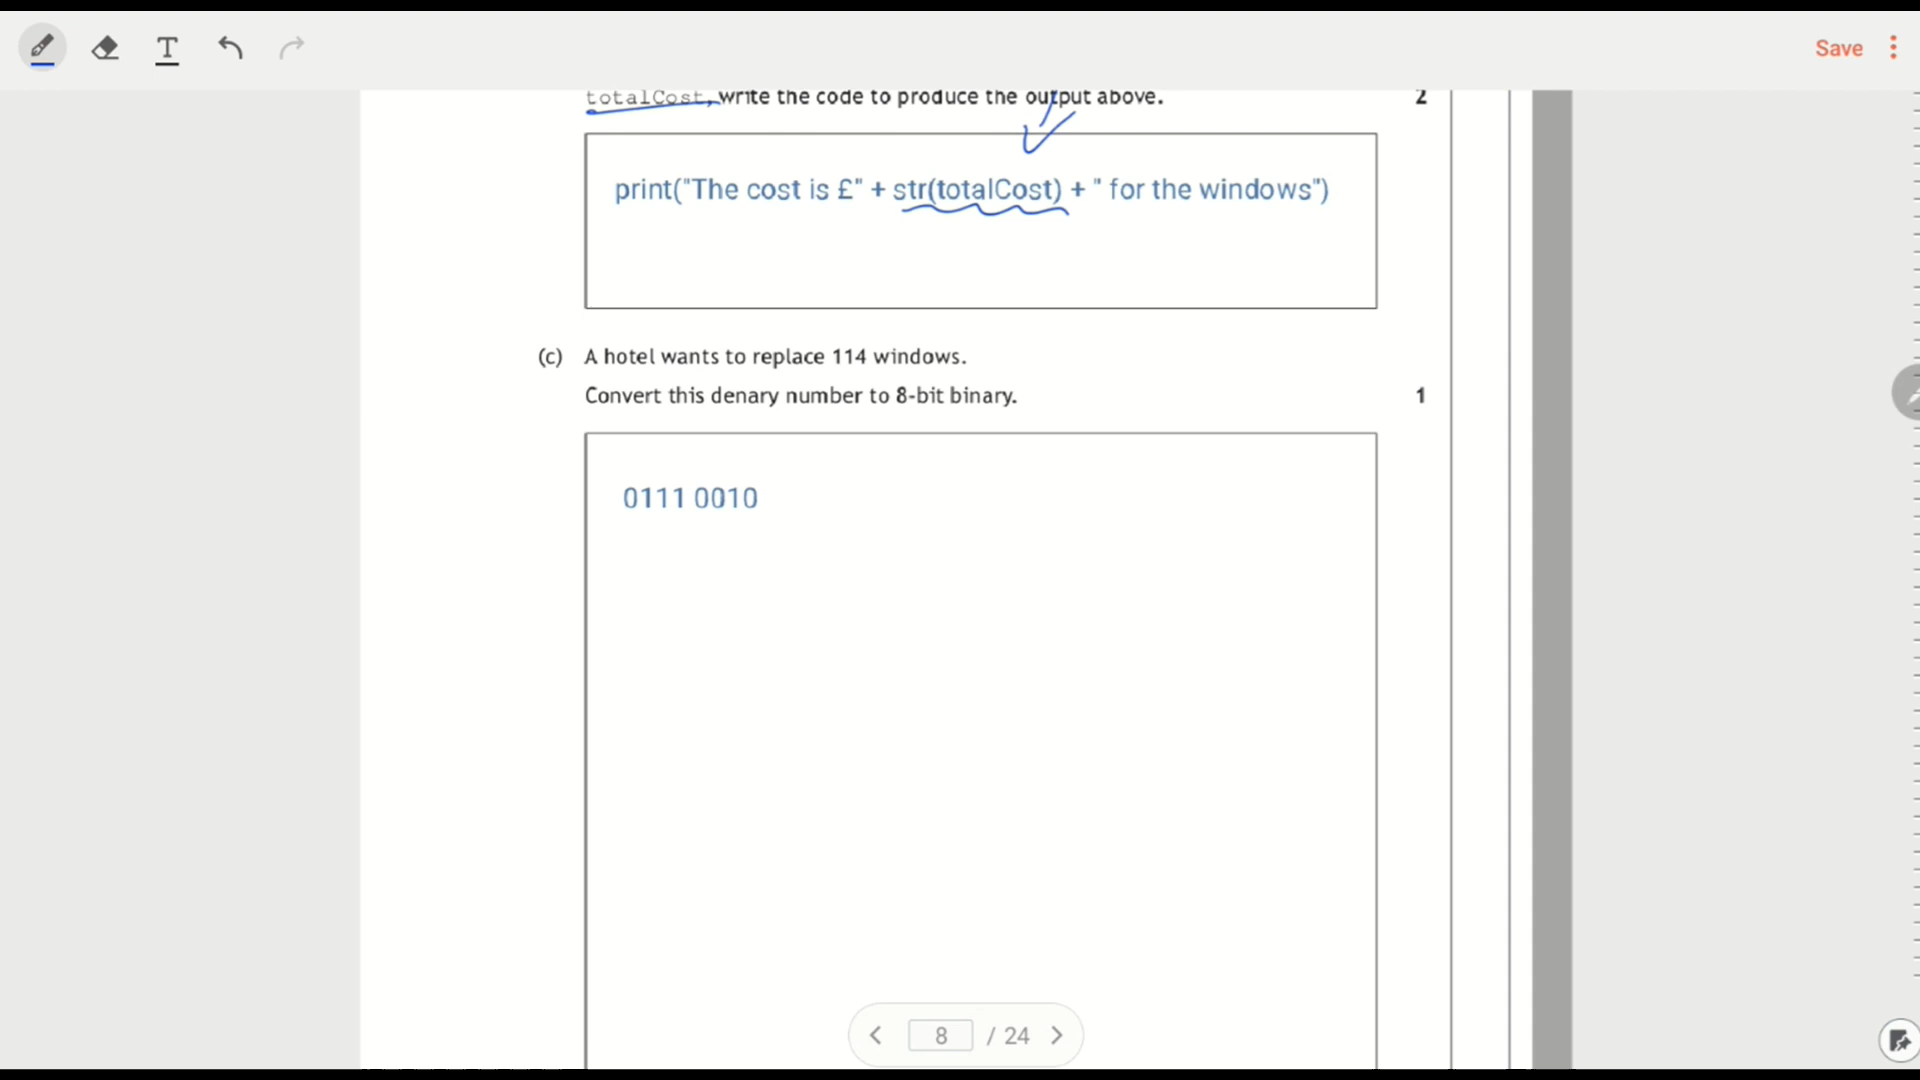 T
Save
totalCost, write the code to produce the output above.
2
print("The cost is £" + str(totalCost) + " for the windows")
(c) A hotel wants to replace 114 windows.
Convert this denary number to 8-bit binary.
1
0111 0010
8 / 24